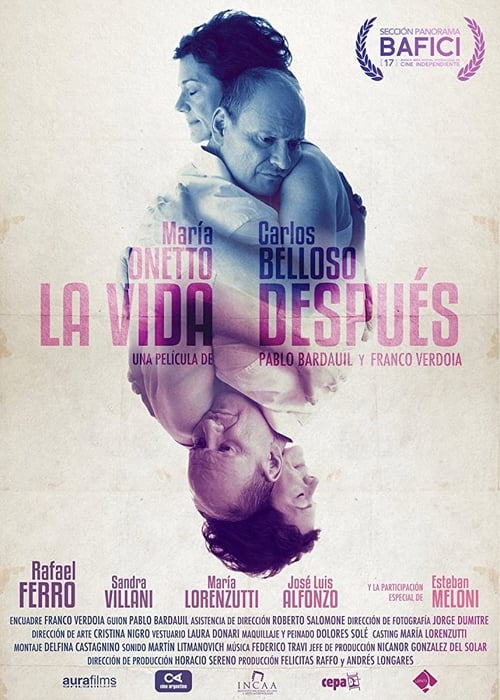 SECCIÓN PANORAMA
BAFICI
[17]
CINE INDEPENDIENTE
María Carlos
ONETTO BELLOSO
LA VIDA DESPUÉS
UNA PELÍCULA DE PABLO BARDAUIL Y FRANCO VERDOIA
Rafael FERRO
Sandra VILLANI
María LORENZUTTI
José Luis ALFONZO
Y LA PARTICIPACIÓN ESPECIAL DE
Esteban MELONI
ENCUADRE FRANCO VERDOIA GUION PABLO BARDAUIL ASISTENCIA DE DIRECCIÓN ROBERTO SALOMONE DIRECCIÓN DE FOTOGRAFÍA JORGE DUMITRE
DIRECCIÓN DE ARTE CRISTINA NIGRO VESTUARIO LAURA DONARI MAQUILLAJE Y PEINADO DOLORES SOLÉ CASTING MARÍA LORENZUTTI
MONTAJE DELFINA CASTAGNINO SONIDO MARTÍN LITMANOVICH MÚSICA FEDERICO TRAVI JEFE DE PRODUCCIÓN NICANOR GONZALEZ DEL SOLAR
DIRECCIÓN DE PRODUCCIÓN HORACIO SERENO PRODUCCIÓN FELICITAS RAFFO y ANDRÉS LONGARES
aurafilms
cine argentino
INCAA
cepa